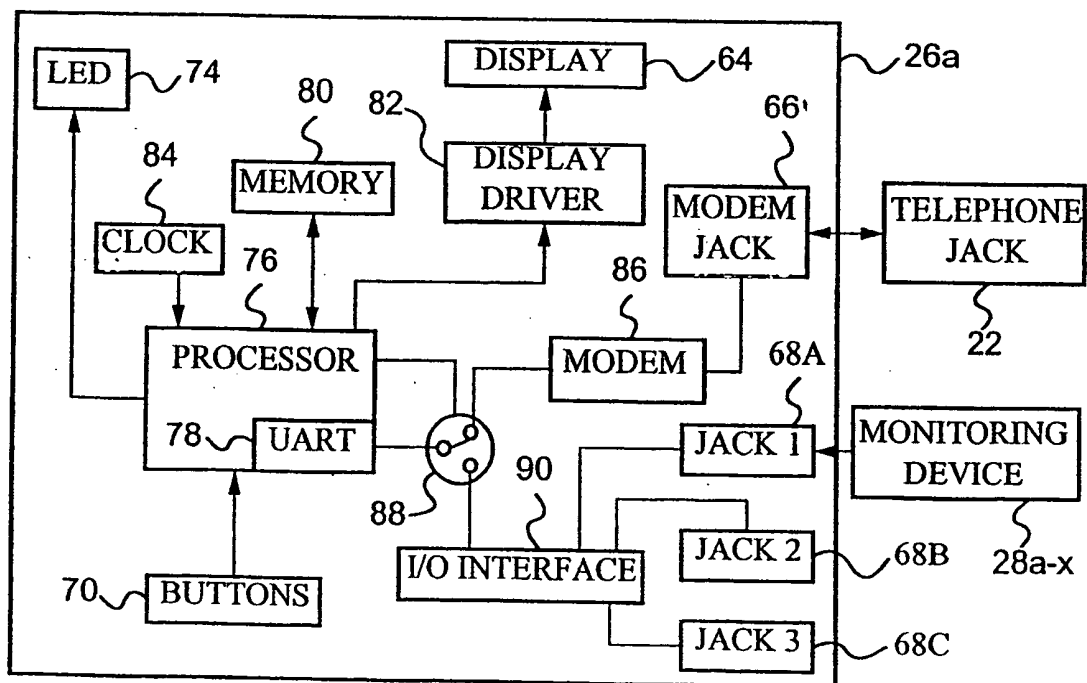 LED
74
DISPLAY
64
26a
80
82
66'
84
MEMORY
DISPLAY
DRIVER
MODEM
JACK
TELEPHONE
JACK
CLOCK
76
86
22
PROCESSOR
MODEM
68A
78
UART
JACK 1
MONITORING
DEVICE
88
90
I/O INTERFACE
JACK 2
68B
28a-x
70
BUTTONS
JACK 3
68C